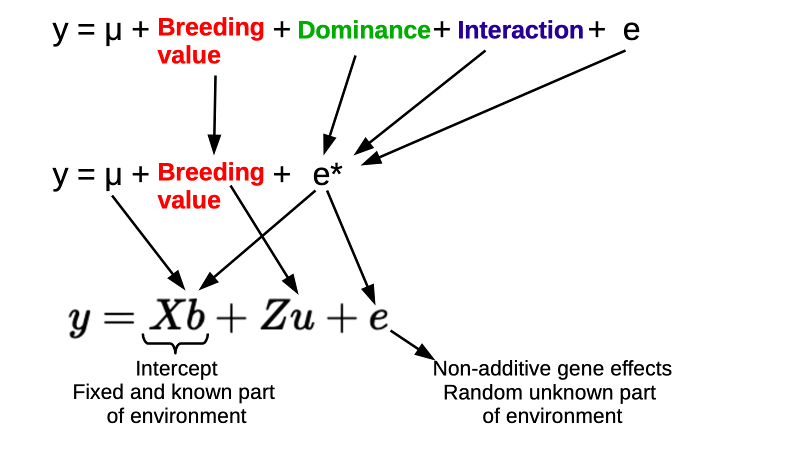 y = μ + Breeding value + Dominance + Interaction + e
y = μ + Breeding value + e*
y = Xb + Zu + e
Intercept
Fixed and known part
of environment
Non-additive gene effects
Random unknown part
of environment